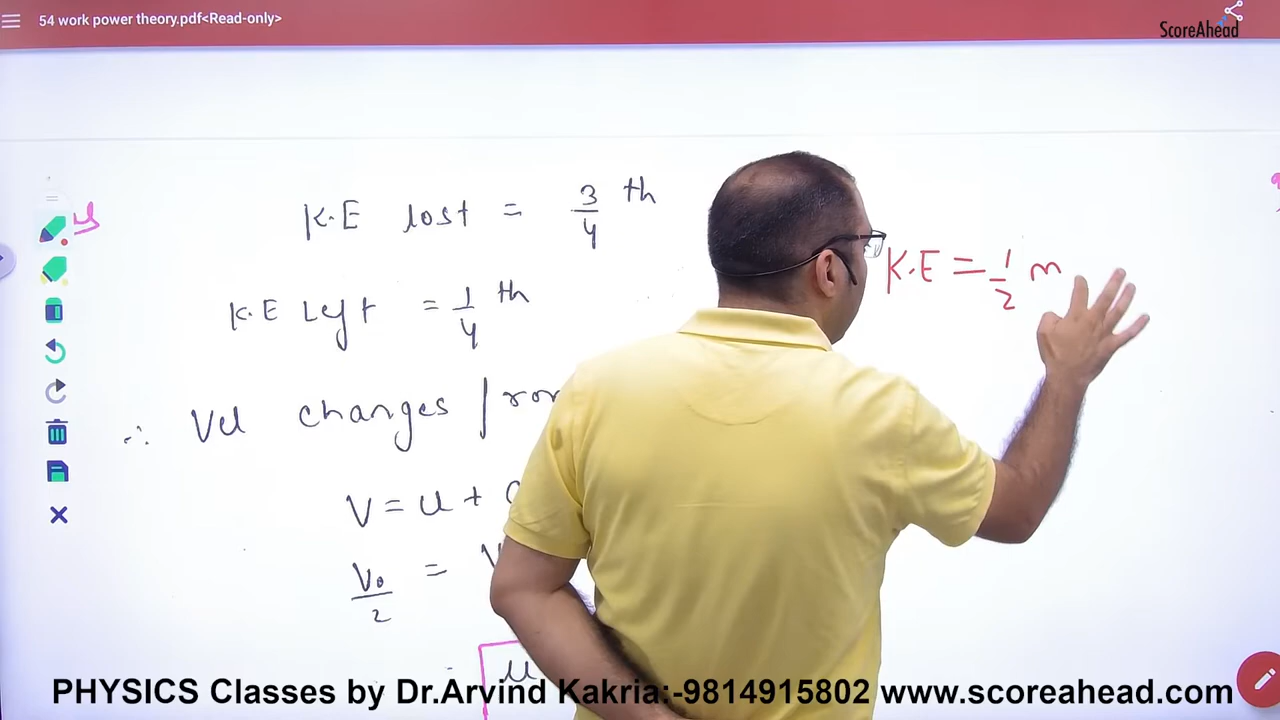 54 work power theory.pdf<Read-only>
ScoreAhead
K.E lost = 3/4 th
K.E = 1/2 m
K.E Left = 1/4 th
∴ Vel changes
V = u +
V₀/2 =
μ
PHYSICS Classes by Dr.Arvind Kakria:-9814915802 www.scoreahead.com